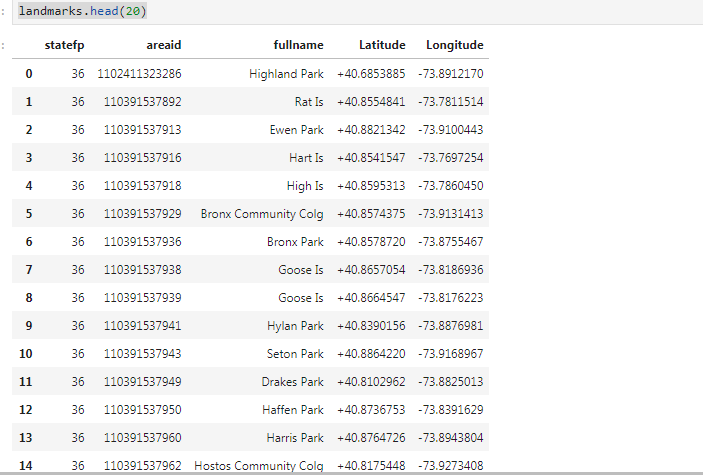 landmarks.head(20)
statefp areaid fullname Latitude Longitude
0 36 1102411323286 Highland Park +40.6853885 -73.8912170
1 36 110391537892 Rat Is +40.8554841 -73.7811514
2 36 110391537913 Ewen Park +40.8821342 -73.9100443
3 36 110391537916 Hart Is +40.8541547 -73.7697254
4 36 110391537918 High Is +40.8595313 -73.7860450
5 36 110391537929 Bronx Community Colg +40.8574375 -73.9131413
6 36 110391537936 Bronx Park +40.8578720 -73.8755467
7 36 110391537938 Goose Is +40.8657054 -73.8186936
8 36 110391537939 Goose Is +40.8664547 -73.8176223
9 36 110391537941 Hylan Park +40.8390156 -73.8876981
10 36 110391537943 Seton Park +40.8864220 -73.9168967
11 36 110391537949 Drakes Park +40.8102962 -73.8825013
12 36 110391537950 Haffen Park +40.8736753 -73.8391629
13 36 110391537960 Harris Park +40.8764726 -73.8943804
14 36 110391537962 Hostos Community Colg +40.8175448 -73.9273408